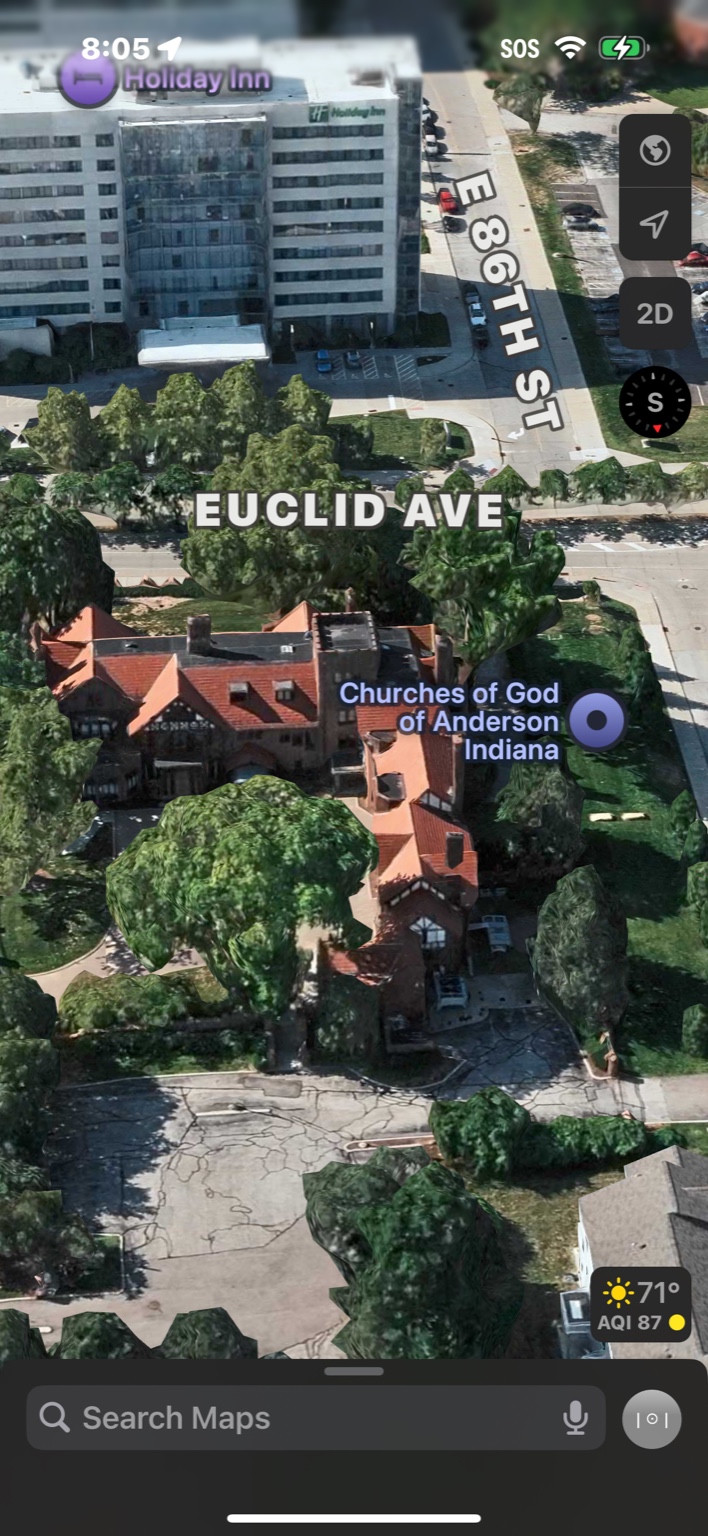 8:05
SOS
Holiday Inn
Holiday Inn
E 86TH ST
2D
S
EUCLID AVE
Churches of God
of Anderson
Indiana
71°
AQI 87
Search Maps